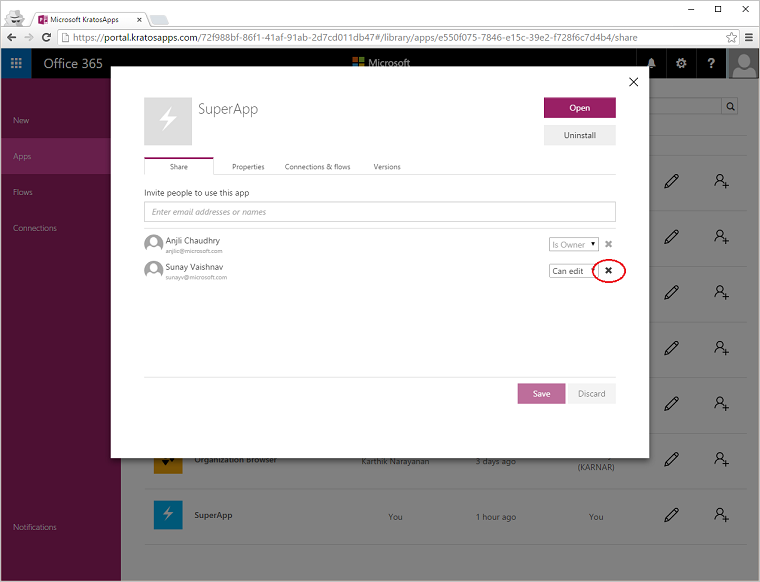 Microsoft KratosApps
https://portal.kratosapps.com/72f988bf-86f1-41af-91ab-2d7cd011db47#/library/apps/e550f075-7846-e15c-39e2-f728f6c7d4b4/share
Office 365
Microsoft
?
New
Apps
Flows
Connections
Notifications
SuperApp
Open
Uninstall
Share Properties Connections & flows Versions
Invite people to use this app
Enter email addresses or names
Anjli Chaudhry
anjlic@microsoft.com
Is Owner
Sunay Vaishnav
sunayv@microsoft.com
Can edit
Save Discard
Organization Browser Karthik Narayanan 3 days ago
(KARNAR)
SuperApp You 1 hour ago You